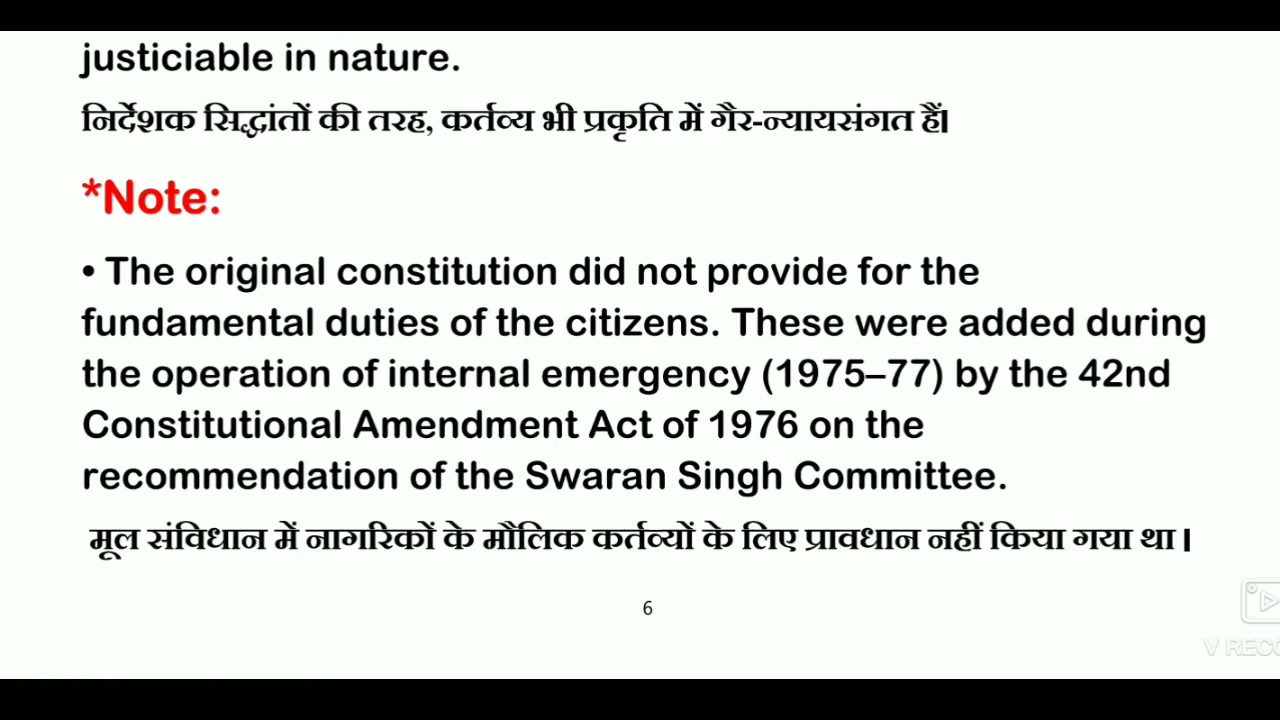 justiciable in nature.
निर्देशक सिद्धांतों की तरह, कर्तव्य भी प्रकृति में गैर-न्यायसंगत हैं।
*Note:
• The original constitution did not provide for the
fundamental duties of the citizens. These were added during
the operation of internal emergency (1975–77) by the 42nd
Constitutional Amendment Act of 1976 on the
recommendation of the Swaran Singh Committee.
मूल संविधान में नागरिकों के मौलिक कर्तव्यों के लिए प्रावधान नहीं किया गया था।
6
V RECO